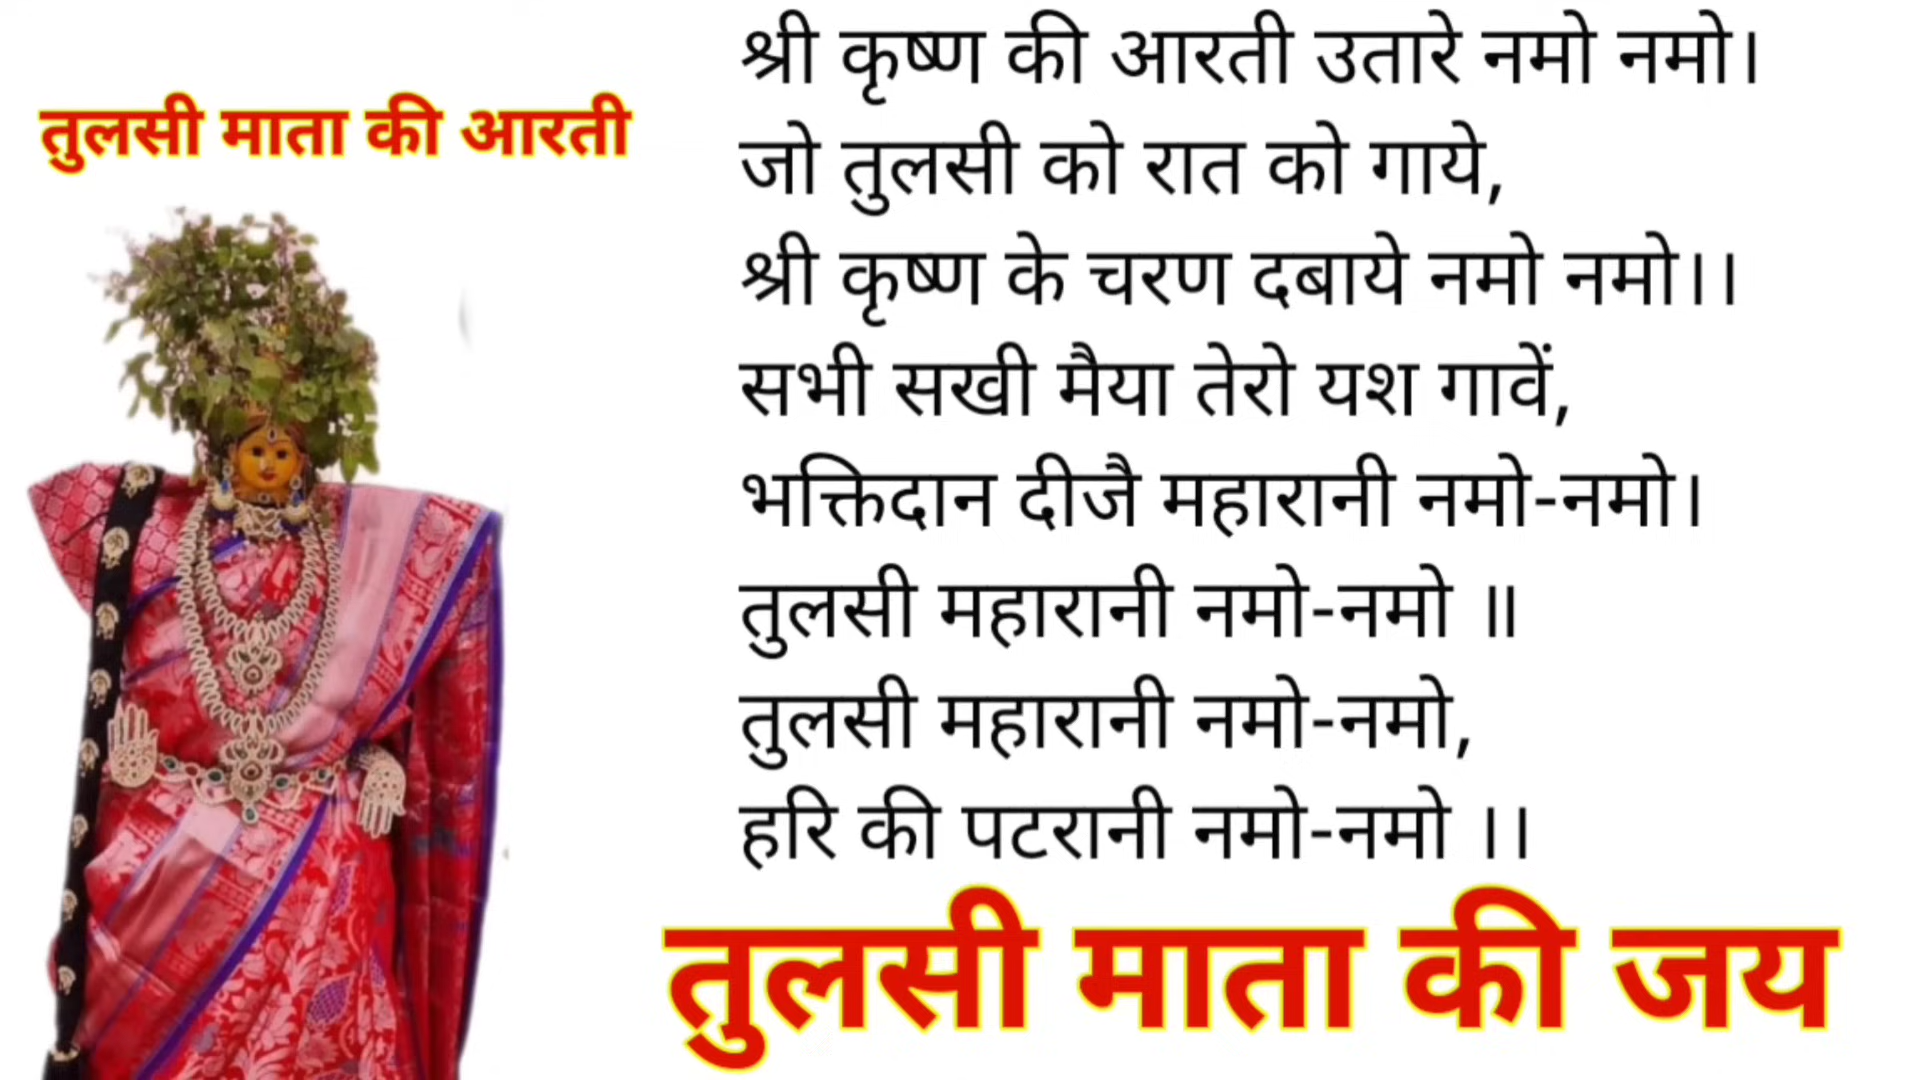 तुलसी माता की आरती
श्री कृष्ण की आरती उतारे नमो नमो।
जो तुलसी को रात को गाये,
श्री कृष्ण के चरण दबाये नमो नमो।।
सभी सखी मैया तेरो यश गावें,
भक्तिदान दीजै महारानी नमो-नमो।
तुलसी महारानी नमो-नमो ॥
तुलसी महारानी नमो-नमो,
हरि की पटरानी नमो-नमो ।।
तुलसी माता की जय